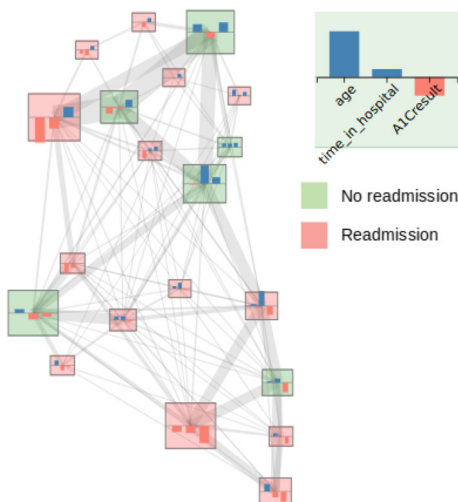 age
time_in_hospital
A1Cresult
No readmission
Readmission